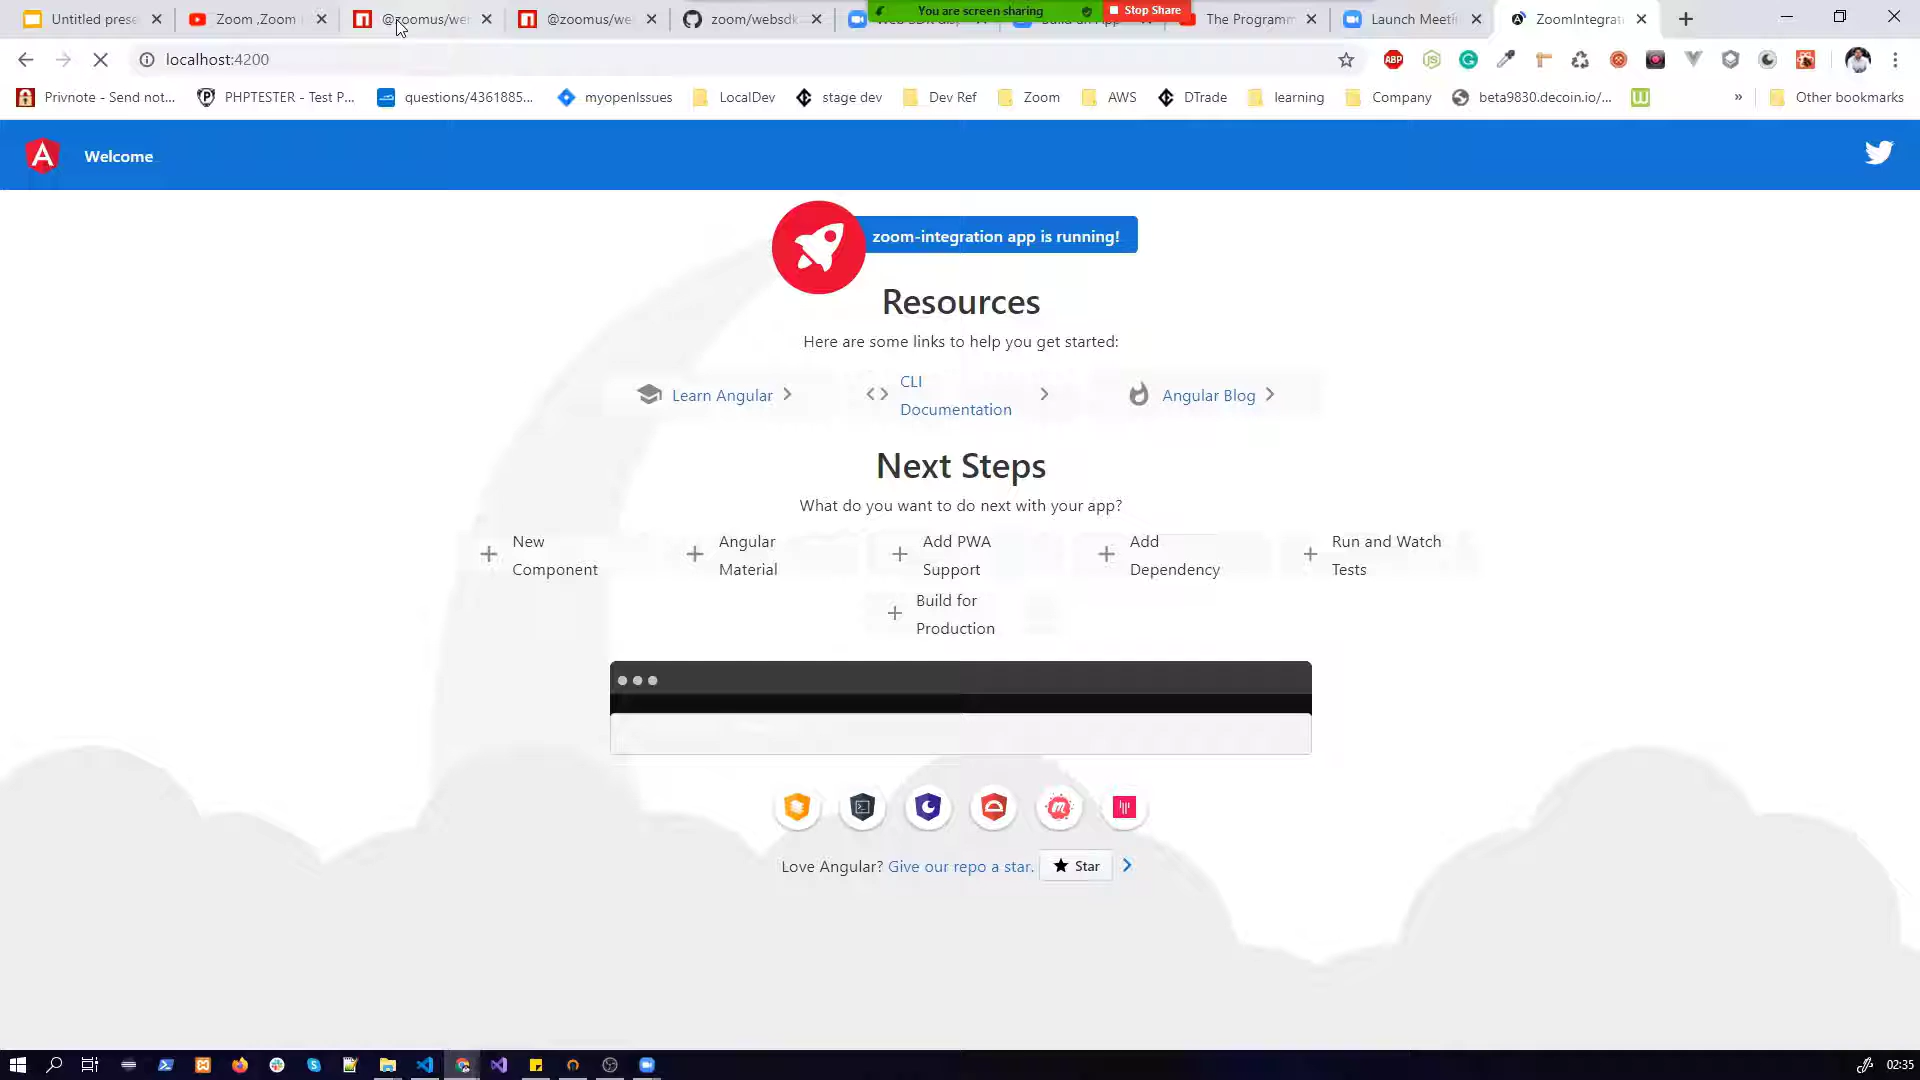 Untitled prese
Zoom ,Zoom
@zoomus/we
@zoomus/we
zoom/websdk
You are screen sharing
Stop Share
The Programm
Launch Meeti
ZoomIntegrat
localhost:4200
Privnote - Send not...
PHPTESTER - Test P...
questions/4361885...
myopenIssues
LocalDev
stage dev
Dev Ref
Zoom
AWS
DTrade
learning
Company
beta9830.decoin.io/...
»
Other bookmarks
Welcome
zoom-integration app is running!
Resources
Here are some links to help you get started:
Learn Angular
CLI
Documentation
Angular Blog
Next Steps
What do you want to do next with your app?
New
Component
Angular
Material
Add PWA
Support
Add
Dependency
Run and Watch
Tests
Build for
Production
Love Angular? Give our repo a star.
Star
02:35